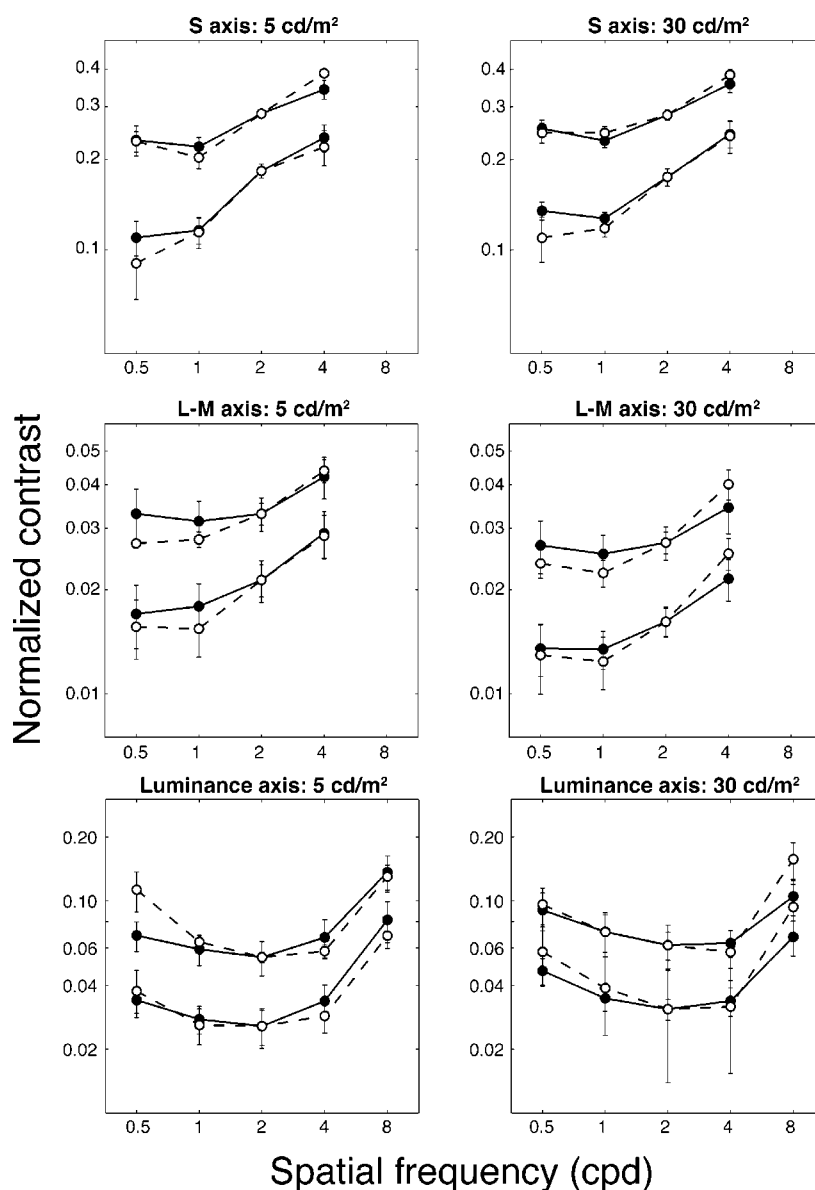 S axis: 5 cd/m²
0.4
0.3
0.2
0.1
0.5 1 2 4 8
S axis: 30 cd/m²
0.4
0.3
0.2
0.1
0.5 1 2 4 8
Normalized contrast
L-M axis: 5 cd/m²
0.05
0.04
0.03
0.02
0.01
0.5 1 2 4 8
L-M axis: 30 cd/m²
0.05
0.04
0.03
0.02
0.01
0.5 1 2 4 8
Luminance axis: 5 cd/m²
0.20
0.10
0.06
0.04
0.02
0.5 1 2 4 8
Luminance axis: 30 cd/m²
0.20
0.10
0.06
0.04
0.02
0.5 1 2 4 8
Spatial frequency (cpd)